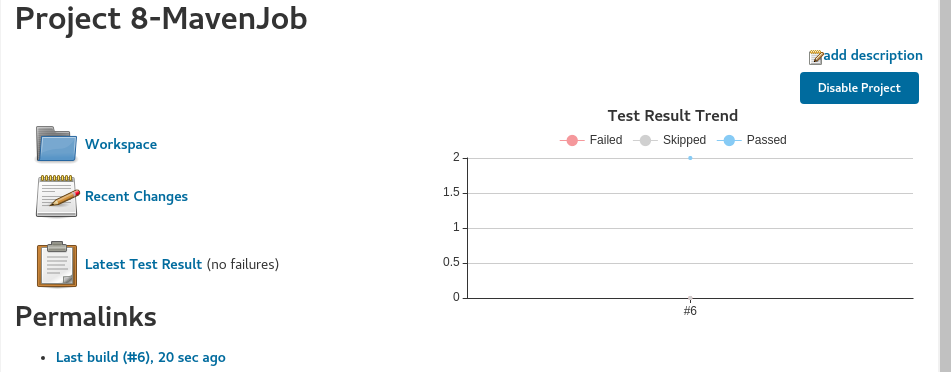 Project 8-MavenJob
add description
Disable Project
Test Result Trend
Failed Skipped Passed
Workspace
Recent Changes
Latest Test Result (no failures)
2
1.5
1
0.5
0
#6
Permalinks
• Last build (#6), 20 sec ago